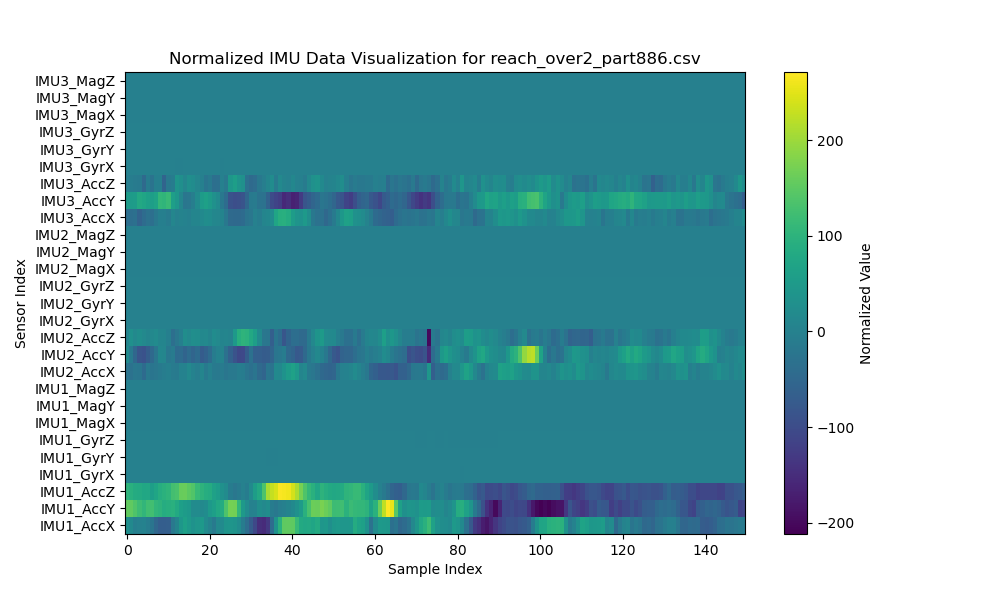 Normalized IMU Data Visualization for reach_over2_part886.csv
IMU3_MagZ
IMU3_MagY
IMU3_MagX
IMU3_GyrZ
IMU3_GyrY
IMU3_GyrX
IMU3_AccZ
IMU3_AccY
IMU3_AccX
IMU2_MagZ
IMU2_MagY
IMU2_MagX
IMU2_GyrZ
IMU2_GyrY
IMU2_GyrX
IMU2_AccZ
IMU2_AccY
IMU2_AccX
IMU1_MagZ
IMU1_MagY
IMU1_MagX
IMU1_GyrZ
IMU1_GyrY
IMU1_GyrX
IMU1_AccZ
IMU1_AccY
IMU1_AccX
Sensor Index
0 20 40 60 80 100 120 140
Sample Index
200
100
0
−100
−200
Normalized Value